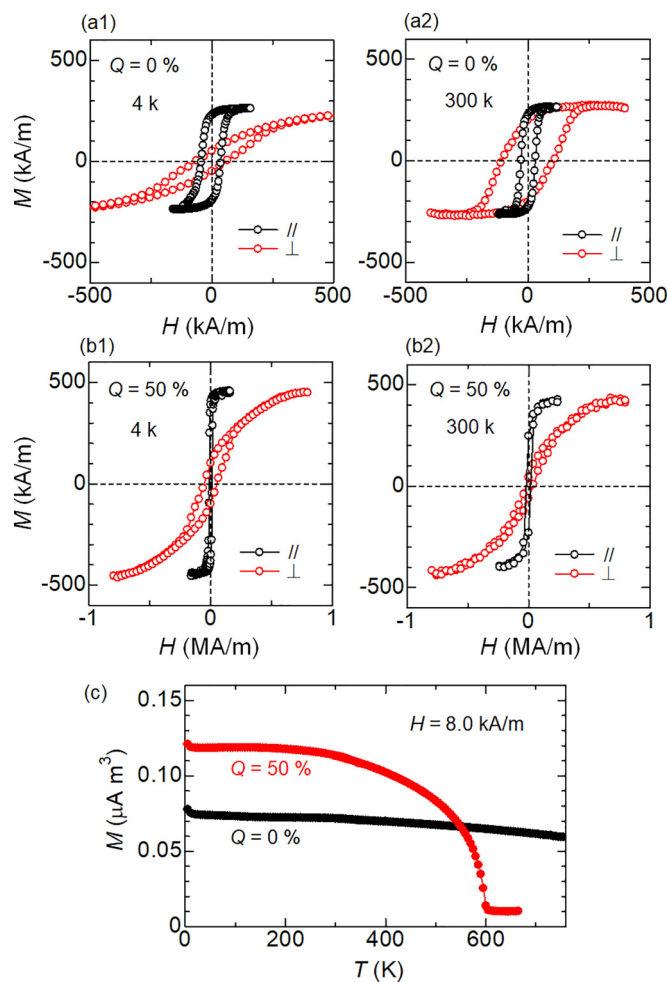 (a1)
500
Q = 0 %
4 k
M (kA/m)
0
//
⊥
-500
-500 0 500
H (kA/m)
(a2)
500
Q = 0 %
300 k
0
//
⊥
-500
-500 0 500
H (kA/m)
(b1)
500
Q = 50 %
4 k
M (kA/m)
0
//
⊥
-500
-1 0 1
H (MA/m)
(b2)
500
Q = 50 %
300 k
0
//
⊥
-500
-1 0 1
H (MA/m)
(c)
0.15
H = 8.0 kA/m
M (μA m³)
0.10
Q = 50 %
0.05
Q = 0 %
0
0 200 400 600
T (K)